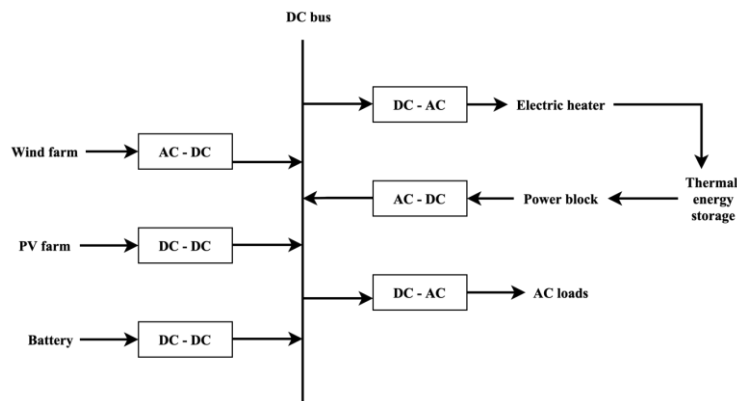 DC bus
DC - AC
Electric heater
Wind farm
AC - DC
AC - DC
Power block
Thermal
energy
storage
PV farm
DC - DC
DC - AC
AC loads
Battery
DC - DC